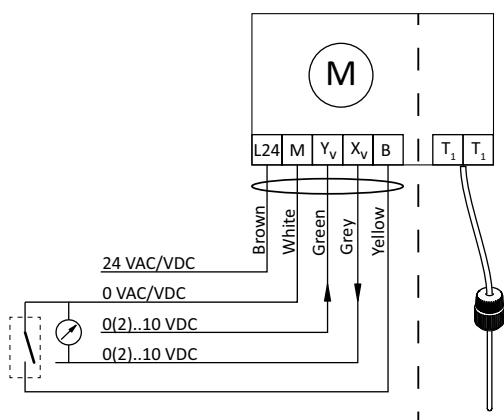 M
L24 M Yv Xv B T1 T1
Brown White Green Grey Yellow
24 VAC/VDC
0 VAC/VDC
0(2)..10 VDC
0(2)..10 VDC